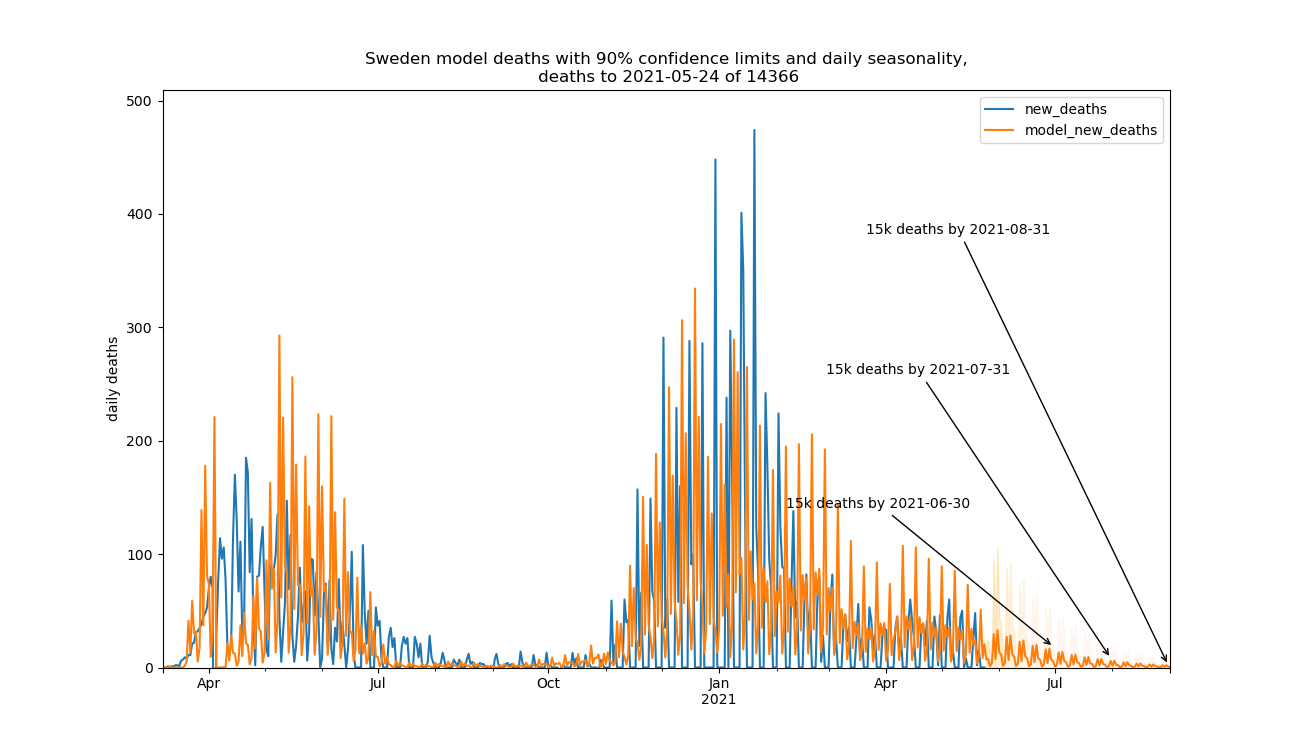 Sweden model deaths with 90% confidence limits and daily seasonality,
deaths to 2021-05-24 of 14366
new_deaths
model_new_deaths
daily deaths
500
400
300
200
100
0
15k deaths by 2021-08-31
15k deaths by 2021-07-31
15k deaths by 2021-06-30
Apr
Jul
Oct
Jan
2021
Apr
Jul